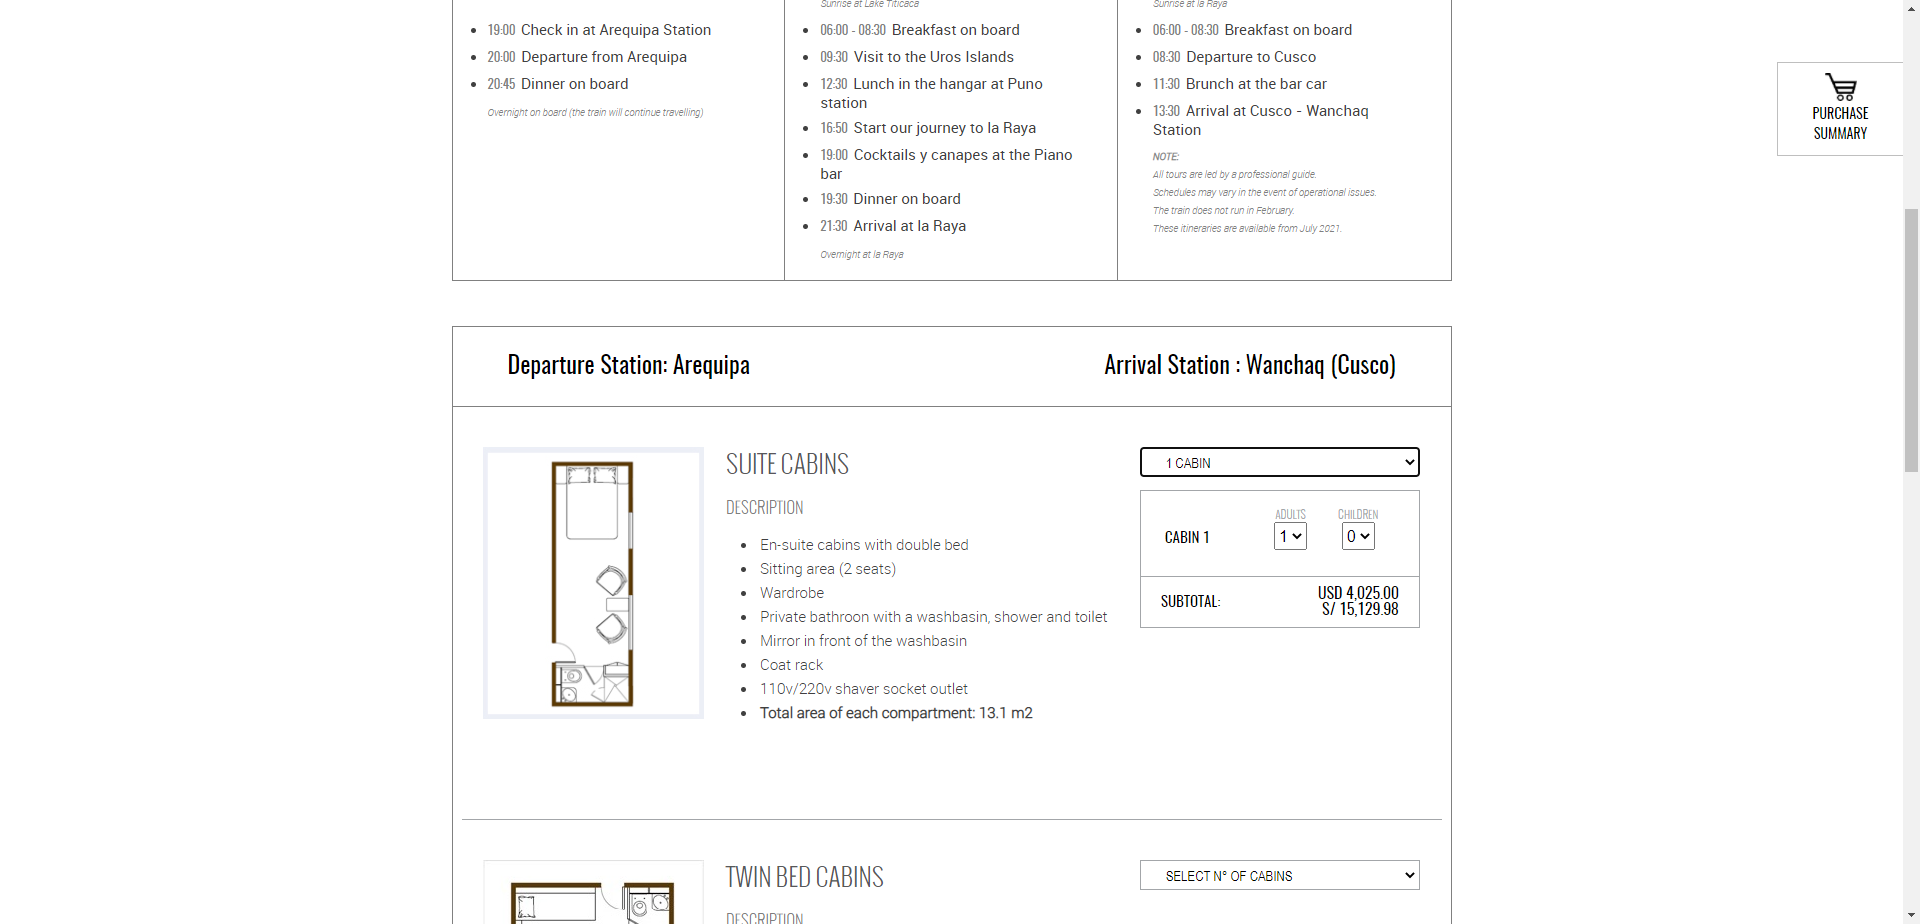 19:00 Check in at Arequipa Station
20:00 Departure from Arequipa
20:45 Dinner on board
Overnight on board (the train will continue travelling)
Sunrise at Lake Titicaca
06:00 - 08:30 Breakfast on board
09:30 Visit to the Uros Islands
12:30 Lunch in the hangar at Puno
station
16:50 Start our journey to la Raya
19:00 Cocktails y canapes at the Piano
bar
19:30 Dinner on board
21:30 Arrival at la Raya
Overnight at la Raya
Sunrise at la Raya
06:00 - 08:30 Breakfast on board
08:30 Departure to Cusco
11:30 Brunch at the bar car
13:30 Arrival at Cusco - Wanchaq
Station
NOTE:
All tours are led by a professional guide.
Schedules may vary in the event of operational issues.
The train does not run in February.
These itineraries are available from July 2021.
PURCHASE
SUMMARY
Departure Station: Arequipa
Arrival Station : Wanchaq (Cusco)
SUITE CABINS
DESCRIPTION
En-suite cabins with double bed
Sitting area (2 seats)
Wardrobe
Private bathroon with a washbasin, shower and toilet
Mirror in front of the washbasin
Coat rack
110v/220v shaver socket outlet
Total area of each compartment: 13.1 m2
1 CABIN
ADULTS
CHILDREN
CABIN 1
1
0
SUBTOTAL:
USD 4,025.00
S/ 15,129.98
TWIN BED CABINS
DESCRIPTION
SELECT N° OF CABINS